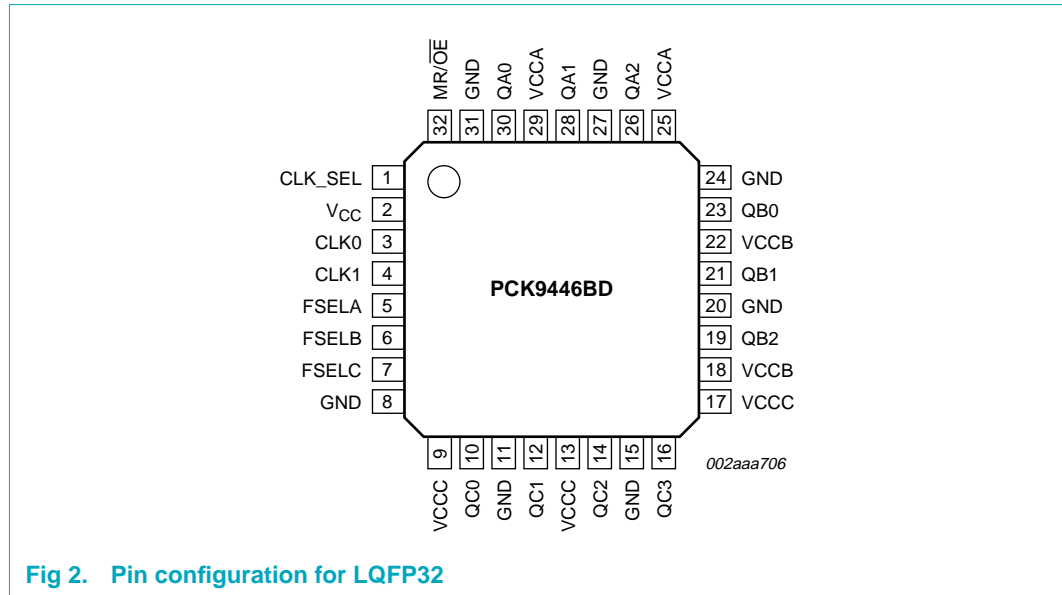 MR/OE GND QA0 VCCA QA1 GND QA2 VCCA
32 31 30 29 28 27 26 25
CLK_SEL 1 24 GND
VCC 2 23 QB0
CLK0 3 22 VCCB
CLK1 4 21 QB1
PCK9446BD
FSELA 5 20 GND
FSELB 6 19 QB2
FSELC 7 18 VCCB
GND 8 17 VCCC
9 10 11 12 13 14 15 16
002aaa706
VCCC QC0 GND QC1 VCCC QC2 GND QC3
Fig 2. Pin configuration for LQFP32